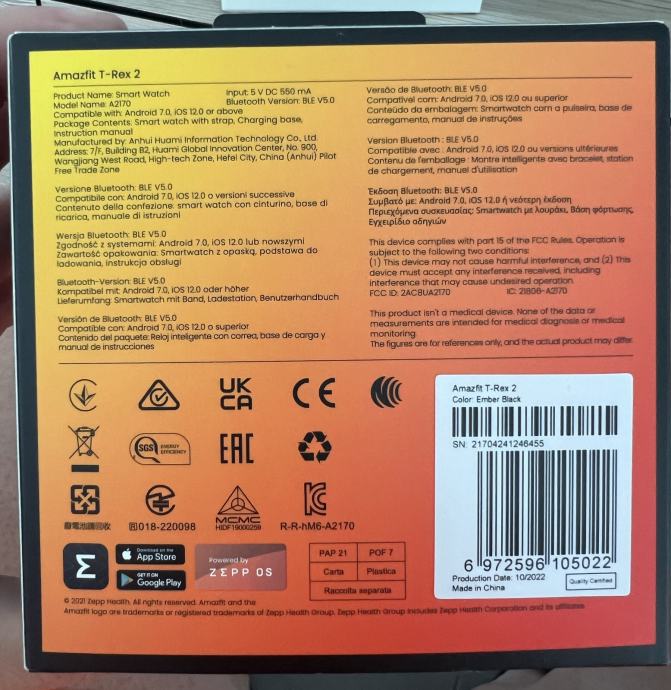 Amazfit T-Rex 2
Product Name: Smart Watch Input: 5 V DC 550 mA
Model Name: A2170 Bluetooth Version: BLE V5.0
Compatible with: Android 7.0, iOS 12.0 or above
Package Contents: Smart watch with strap, Charging base,
Instruction manual
Manufactured by: Anhui Huami Information Technology Co., Ltd.
Address: 7/F, Building B2, Huami Global Innovation Center, No. 900,
Wangjiang West Road, High-tech Zone, Hefei City, China (Anhui) Pilot
Free Trade Zone
Versione Bluetooth: BLE V5.0
Compatibile con: Android 7.0, iOS 12.0 o versioni successive
Contenuto della confezione: smart watch con cinturino, base di
ricarica, manuale di istruzioni
Wersja Bluetooth: BLE V5.0
Zgodność z systemami: Android 7.0, iOS 12.0 lub nowszymi
Zawartość opakowania: Smartwatch z opaską, podstawa do
ładowania, instrukcja obsługi
Bluetooth-Version: BLE V5.0
Kompatibel mit: Android 7.0, iOS 12.0 oder höher
Lieferumfang: Smartwatch mit Band, Ladestation, Benutzerhandbuch
Versión de Bluetooth: BLE V5.0
Compatible con: Android 7.0, iOS 12.0 o superior
Contenido del paquete: Reloj inteligente con correa, base de carga y
manual de instrucciones
Versão de Bluetooth: BLE V5.0
Compatível com: Android 7.0, iOS 12.0 ou superior
Conteúdo da embalagem: Smartwatch com a pulseira, base de
carregamento, manual de instruções
Version Bluetooth : BLE V5.0
Compatible avec : Android 7.0, iOS 12.0 ou versions ultérieures
Contenu de l'emballage : Montre intelligente avec bracelet, station
de chargement, manuel d'utilisation
Έκδοση Bluetooth: BLE V5.0
Συμβατό με: Android 7.0, iOS 12.0 ή νεότερη έκδοση
Περιεχόμενα συσκευασίας: Smartwatch με λουράκι, Βάση φόρτωσης,
Εγχειρίδιο οδηγιών
This device complies with part 15 of the FCC Rules. Operation is
subject to the following two conditions:
(1) This device may not cause harmful interference, and (2) This
device must accept any interference received, including
interference that may cause undesired operation.
FCC ID: 2AC8UA2170 IC: 21806-A2170
This product isn't a medical device. None of the data or
measurements are intended for medical diagnosis or medical
monitoring.
The figures are for references only, and the actual product may differ.
UK
CA
CE
SGS ENERGY EFFICIENCY
EAC
廢電池請回收
018-220098
MCMC
HIDF19000259
R-R-hM6-A2170
Download on the
App Store
GET IT ON
Google Play
Powered by
ZEPP OS
PAP 21 POF 7
Carta Plastica
Raccolta separata
Amazfit T-Rex 2
Color: Ember Black
SN: 21704241246455
6 972596 105022
Production Date: 10/2022
Made in China
Quality Certified
© 2021 Zepp Health. All rights reserved. Amazfit and the
Amazfit logo are trademarks or registered trademarks of Zepp Health Group. Zepp Health Group includes Zepp Health Corporation and its affiliates.